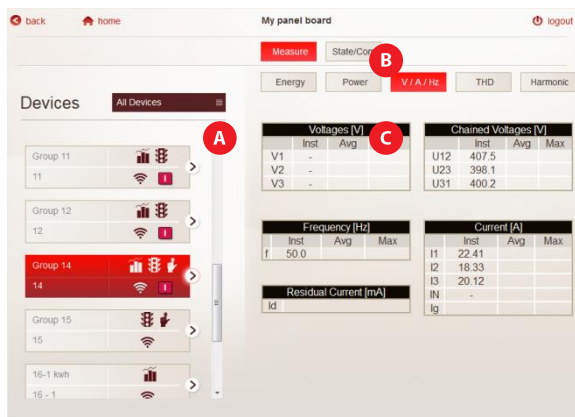 back home My panel board logout
Measure State/Com
B
Energy Power V / A / Hz THD Harmonic
Devices All Devices
A
C
Group 11
11
Group 12
12
Group 14
14
Group 15
15
16-1 kwh
16 - 1
Voltages [V]
Inst Avg
V1 -
V2 -
V3 -
Chained Voltages [V]
Inst Avg Max
U12 407.5
U23 398.1
U31 400.2
Frequency [Hz]
Inst Avg Max
f 50.0
Residual Current [mA]
Id
Current [A]
Inst Avg Max
I1 22.41
I2 18.33
I3 20.12
IN -
Ig